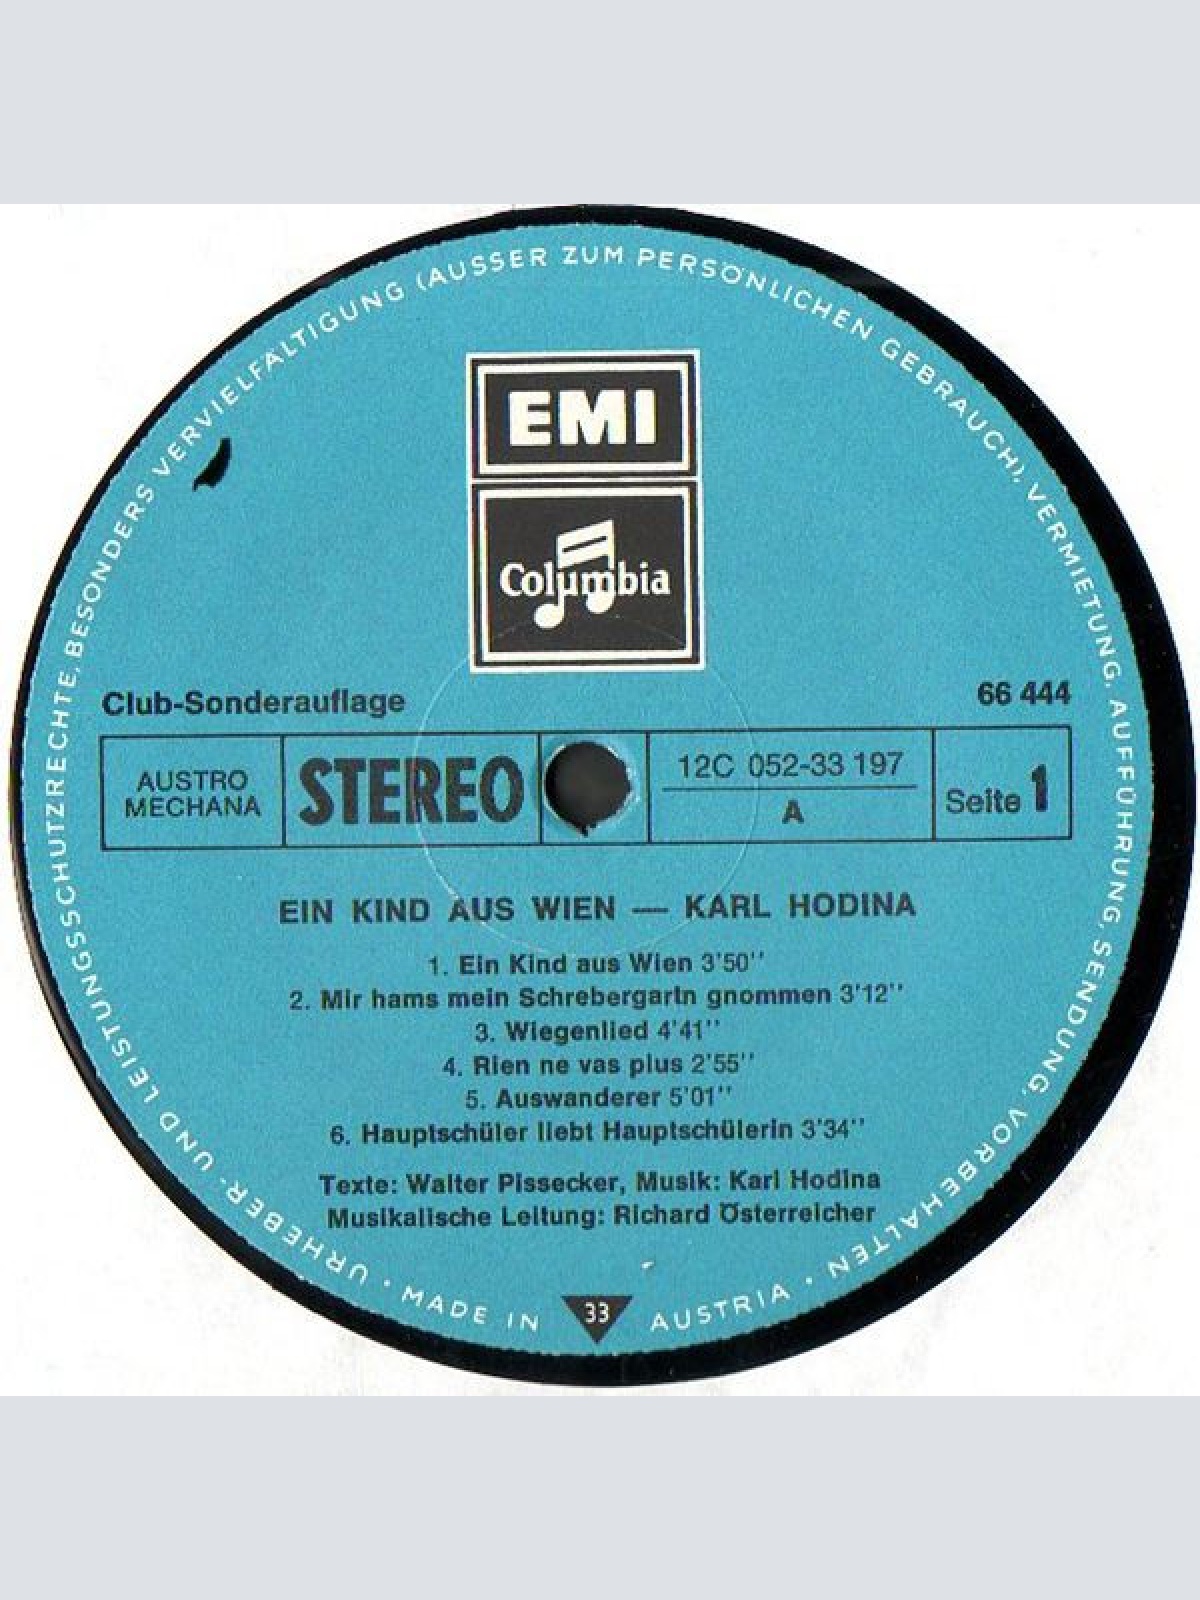 URHEBER- UND LEISTUNGSSCHUTZRECHTE, BESONDERS VERVIELFÄLTIGUNG (AUSSER ZUM PERSÖNLICHEN GEBRAUCH), VERMIETUNG, AUFFÜHRUNG, SENDUNG, VORBEHALTEN •
EMI
Columbia
Club-Sonderauflage
66 444
AUSTRO
MECHANA
STEREO
12C 052-33 197
A
Seite 1
EIN KIND AUS WIEN — KARL HODINA
1. Ein Kind aus Wien 3'50''
2. Mir hams mein Schrebergartn gnommen 3'12''
3. Wiegenlied 4'41''
4. Rien ne vas plus 2'55''
5. Auswanderer 5'01''
6. Hauptschüler liebt Hauptschülerin 3'34''
Texte: Walter Pissecker, Musik: Karl Hodina
Musikalische Leitung: Richard Österreicher
• MADE IN 33 AUSTRIA